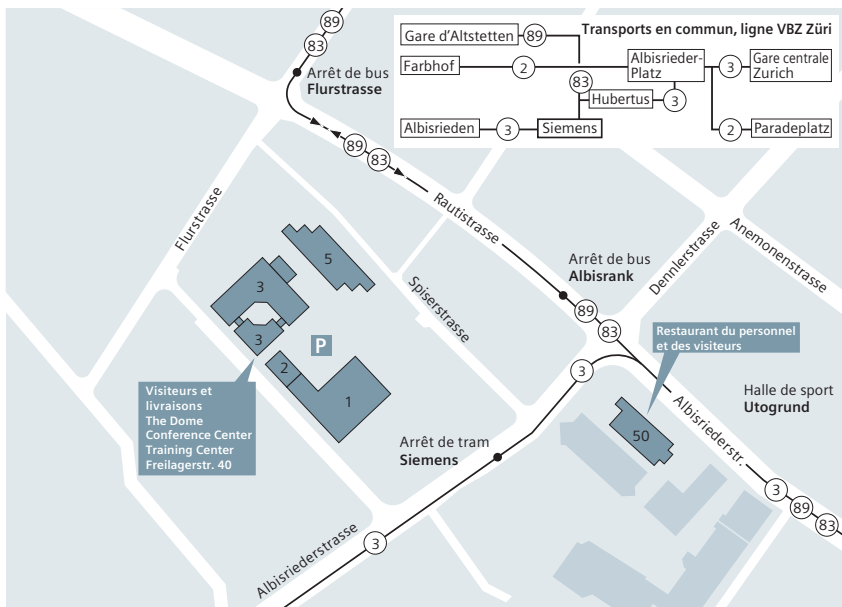 89
83
Arrêt de bus
Flurstrasse
Transports en commun, ligne VBZ Züri
Gare d'Altstetten
89
Farbhof
2
Albisrieder-
Platz
3
Gare centrale
Zurich
83
Hubertus
3
Albisrieden
3
Siemens
2
Paradeplatz
89
83
Flurstrasse
Rautistrasse
Spiserstrasse
Dennlerstrasse
Anemonenstrasse
Arrêt de bus
Albisrank
89
83
5
3
3
P
2
1
Restaurant du personnel
et des visiteurs
3
Visiteurs et
livraisons
The Dome
Conference Center
Training Center
Freilagerstr. 40
Halle de sport
Utogrund
50
Albisriederstr.
Arrêt de tram
Siemens
3
89
83
Albisriederstrasse
3